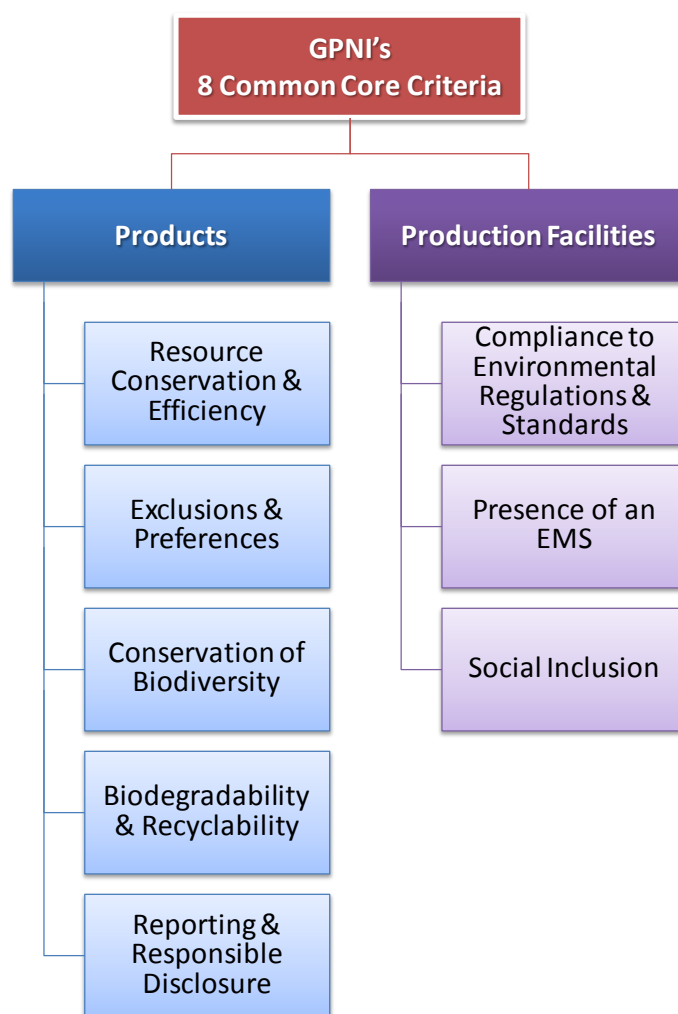 GPNI’s
8 Common Core Criteria
Products
Resource
Conservation &
Efficiency
Exclusions &
Preferences
Conservation of
Biodiversity
Biodegradability
& Recyclability
Reporting &
Responsible
Disclosure
Production Facilities
Compliance to
Environmental
Regulations &
Standards
Presence of an
EMS
Social Inclusion